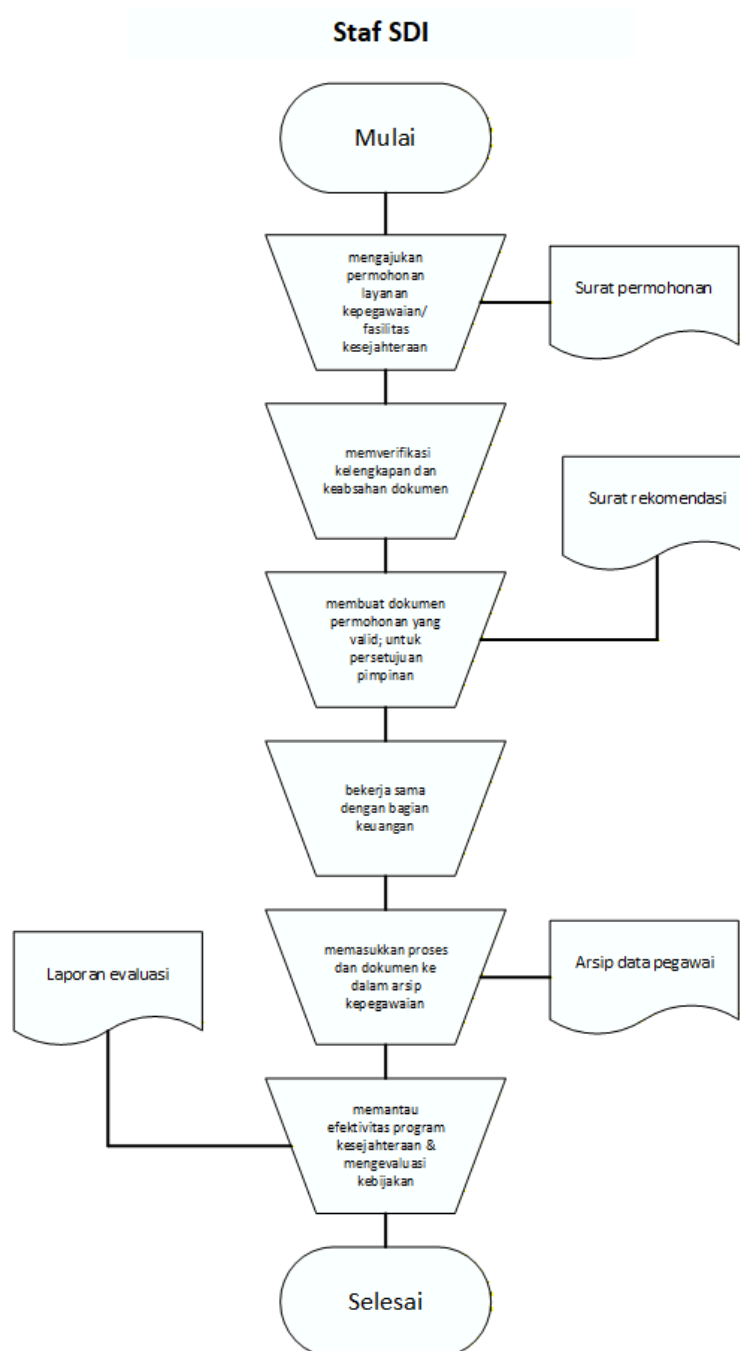 Staf SDI
Mulai
mengajukan
permohonan
layanan
kepegawaian/
fasilitas
kesejahteraan
Surat permohonan
memverifikasi
kelengkapan dan
keabsahan dokumen
Surat rekomendasi
membuat dokumen
permohonan yang
valid; untuk
persetujuan
pimpinan
bekerja sama
dengan bagian
keuangan
memasukkan proses
dan dokumen ke
dalam arsip
kepegawaian
Arsip data pegawai
Laporan evaluasi
memantau
efektivitas program
kesejahteraan &
mengevaluasi
kebijakan
Selesai